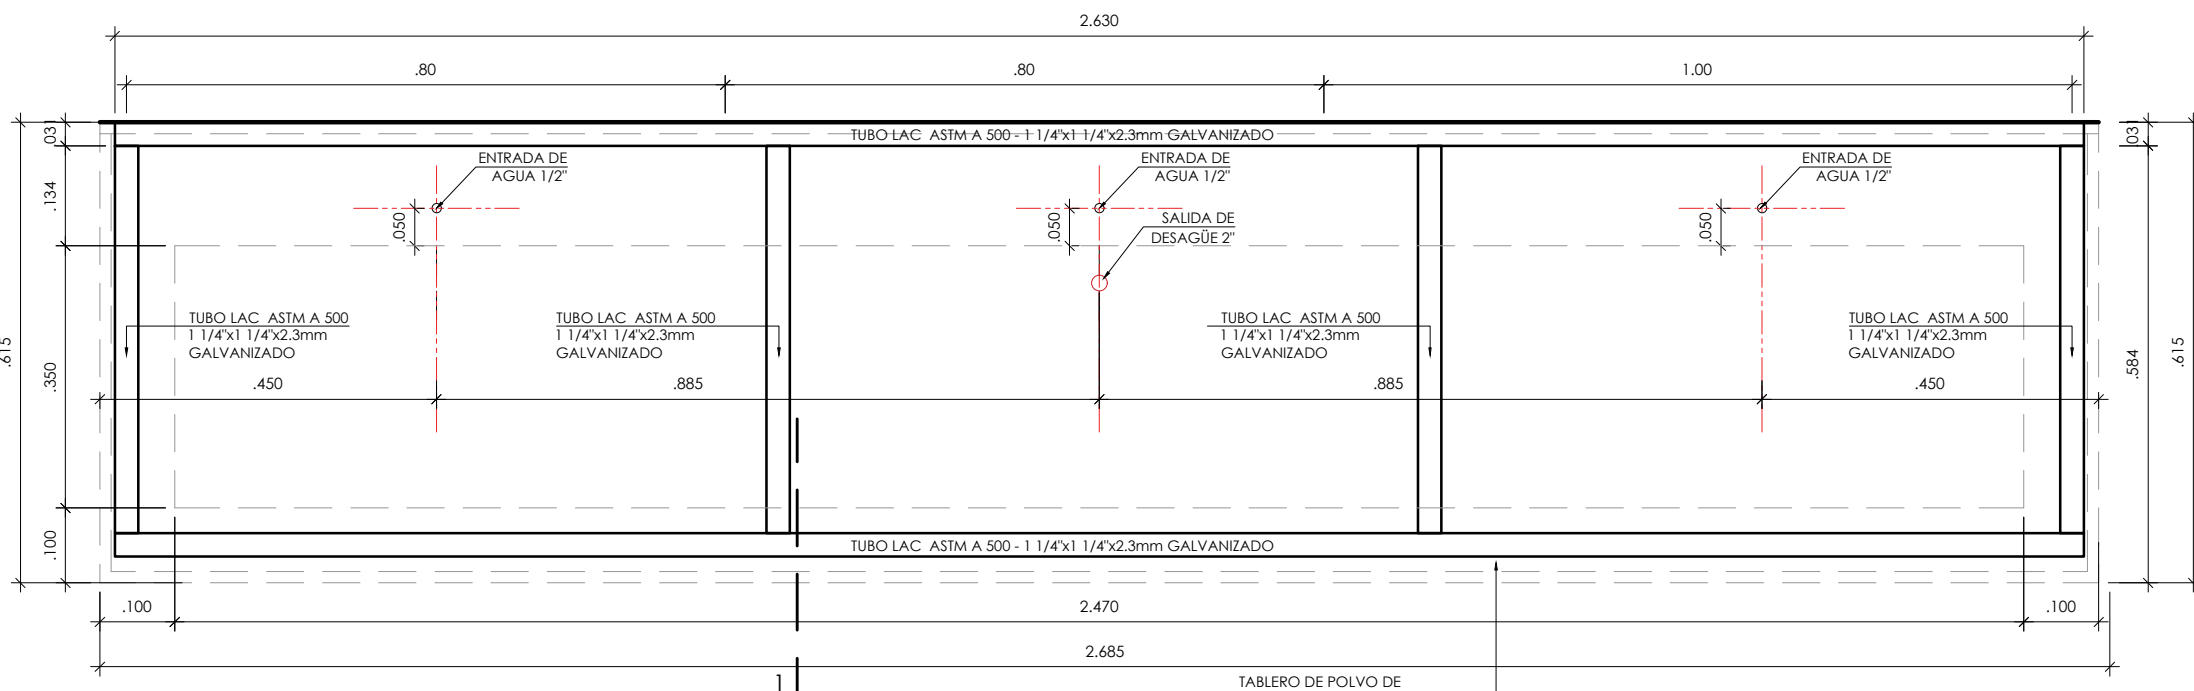 2.630
.80
.80
1.00
TUBO LAC ASTM A 500 - 1 1/4"x1 1/4"x2.3mm GALVANIZADO
.031
.031
ENTRADA DE
AGUA 1/2"
ENTRADA DE
AGUA 1/2"
ENTRADA DE
AGUA 1/2"
.134
.050
.050
.050
SALIDA DE
DESAGÜE 2"
TUBO LAC ASTM A 500
1 1/4"x1 1/4"x2.3mm
GALVANIZADO
TUBO LAC ASTM A 500
1 1/4"x1 1/4"x2.3mm
GALVANIZADO
TUBO LAC ASTM A 500
1 1/4"x1 1/4"x2.3mm
GALVANIZADO
TUBO LAC ASTM A 500
1 1/4"x1 1/4"x2.3mm
GALVANIZADO
.615
.350
.584
.615
.450
.885
.885
.450
.100
TUBO LAC ASTM A 500 - 1 1/4"x1 1/4"x2.3mm GALVANIZADO
.100
2.470
.100
2.685
1
TABLERO DE POLVO DE